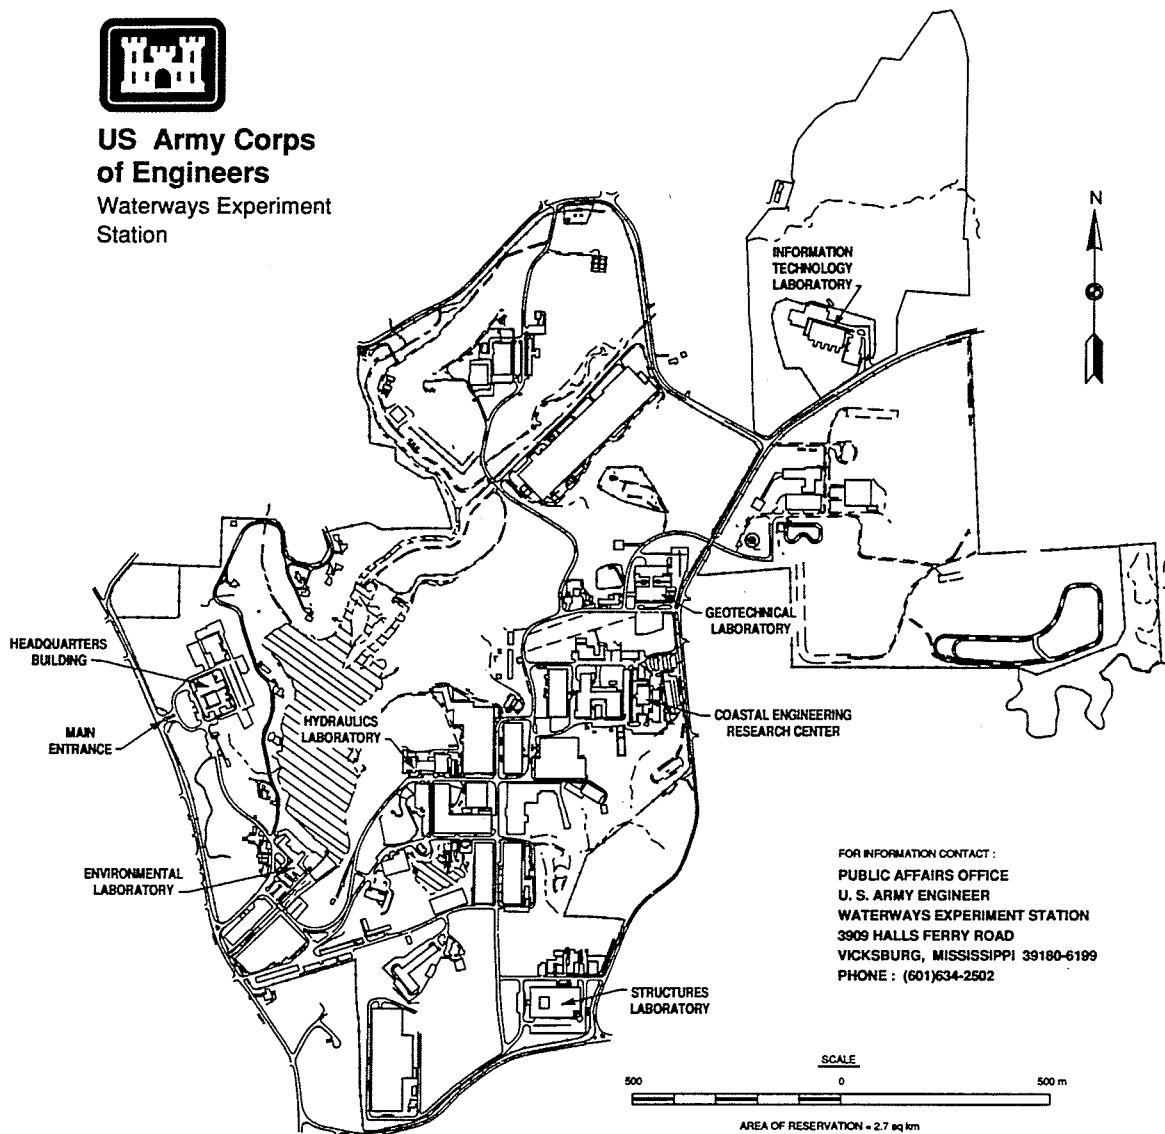 US Army Corps
of Engineers
Waterways Experiment
Station
N
INFORMATION
TECHNOLOGY
LABORATORY
GEOTECHNICAL
LABORATORY
HEADQUARTERS
BUILDING
MAIN
ENTRANCE
HYDRAULICS
LABORATORY
COASTAL ENGINEERING
RESEARCH CENTER
ENVIRONMENTAL
LABORATORY
STRUCTURES
LABORATORY
FOR INFORMATION CONTACT :
PUBLIC AFFAIRS OFFICE
U. S. ARMY ENGINEER
WATERWAYS EXPERIMENT STATION
3909 HALLS FERRY ROAD
VICKSBURG, MISSISSIPPI 39180-6199
PHONE : (601)634-2502
SCALE
500 0 500 m
AREA OF RESERVATION = 2.7 sq km